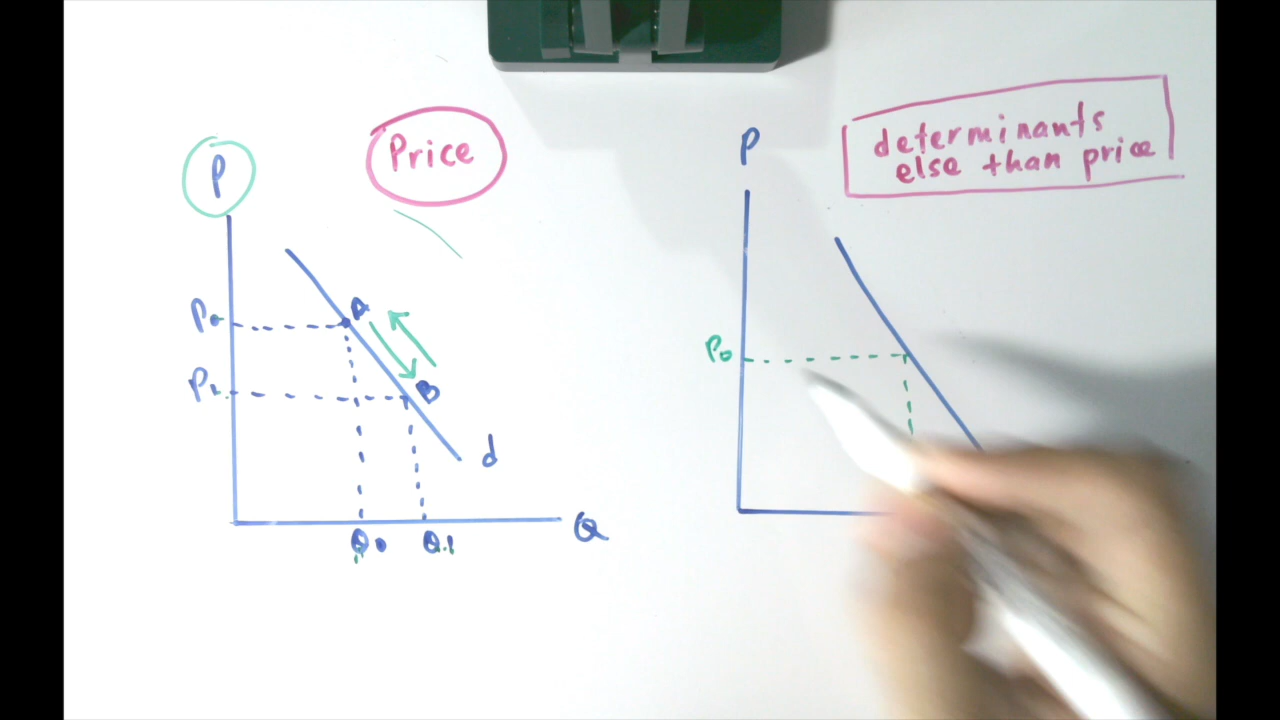 Price
P
P0
A
P1
B
d
Q0
Q1
Q
determinants
else than price
P
P0